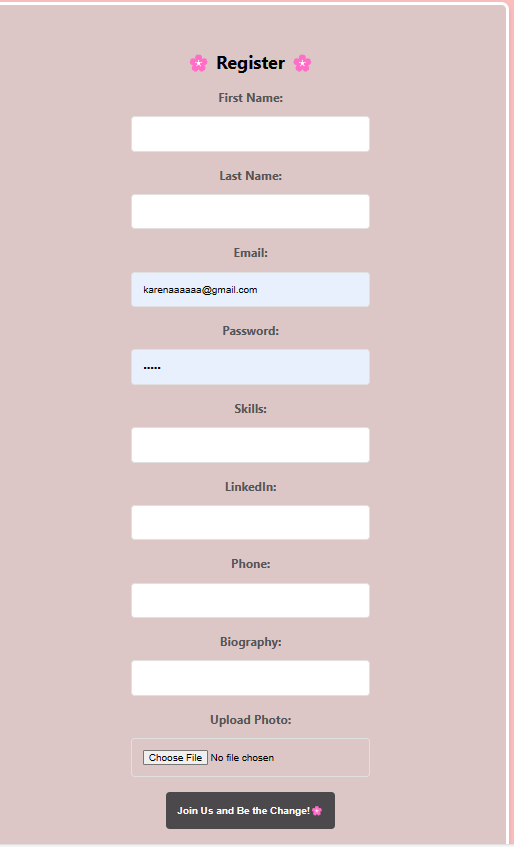 🌸 Register 🌸
First Name:
Last Name:
Email:
karenaaaaaa@gmail.com
Password:
•••••
Skills:
LinkedIn:
Phone:
Biography:
Upload Photo:
Choose File No file chosen
Join Us and Be the Change!🌸